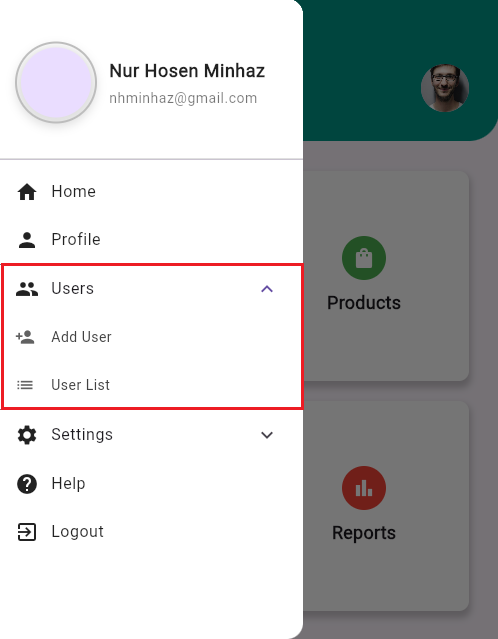 Nur Hosen Minhaz
nhminhaz@gmail.com
Home
Profile
Users
Add User
User List
Settings
Help
Logout
Products
Reports